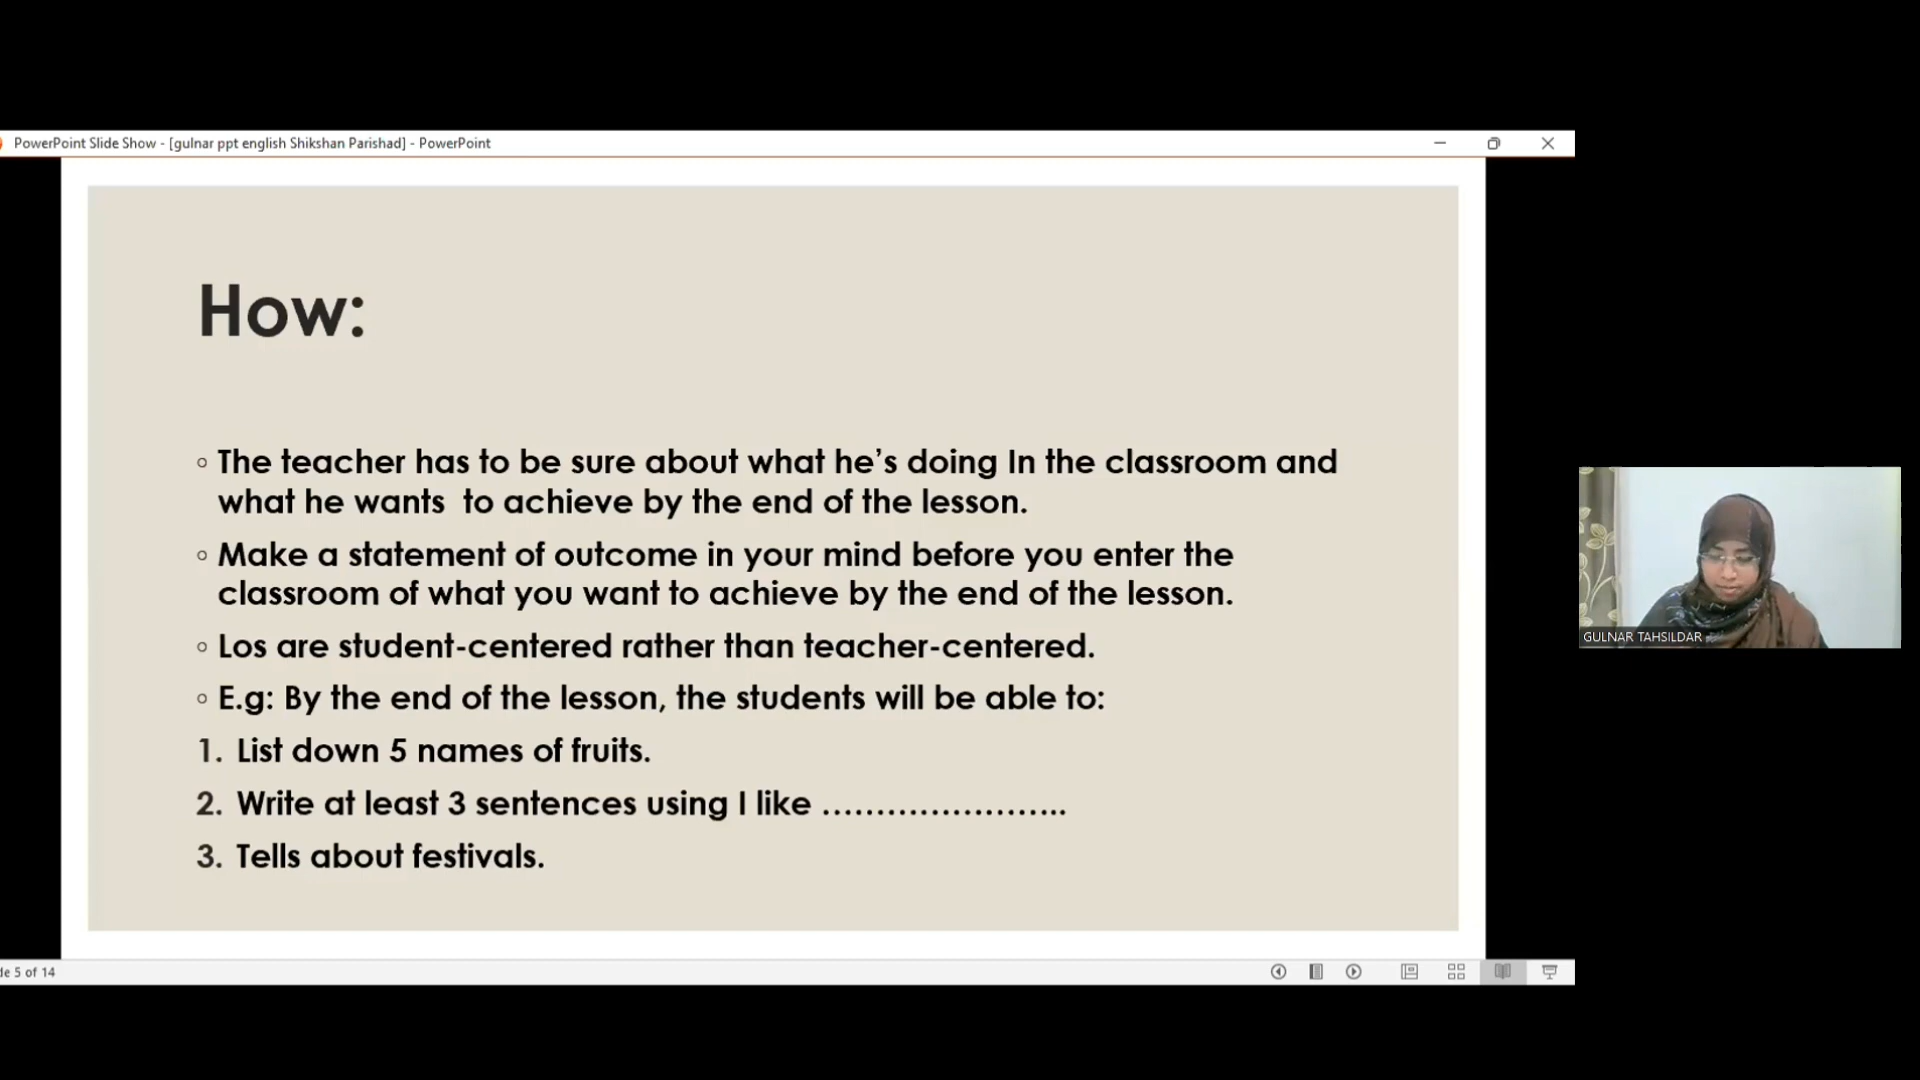 PowerPoint Slide Show - [gulnar ppt english Shikshan Parishad] - PowerPoint
How:
◦ The teacher has to be sure about what he’s doing In the classroom and
what he wants  to achieve by the end of the lesson.
◦ Make a statement of outcome in your mind before you enter the
classroom of what you want to achieve by the end of the lesson.
◦ Los are student-centered rather than teacher-centered.
◦ E.g: By the end of the lesson, the students will be able to:
1. List down 5 names of fruits.
2. Write at least 3 sentences using I like ……………………..
3. Tells about festivals.
GULNAR TAHSILDAR
de 5 of 14